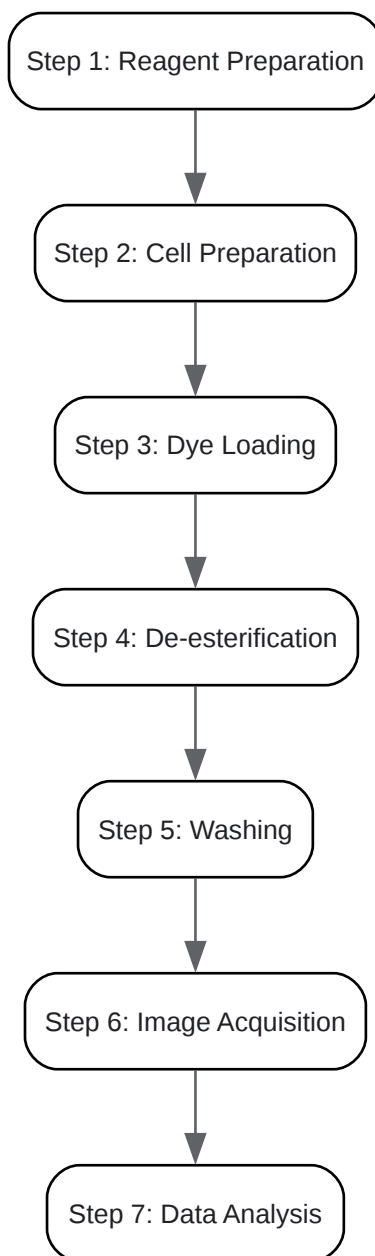 Step 1: Reagent Preparation
Step 2: Cell Preparation
Step 3: Dye Loading
Step 4: De-esterification
Step 5: Washing
Step 6: Image Acquisition
Step 7: Data Analysis